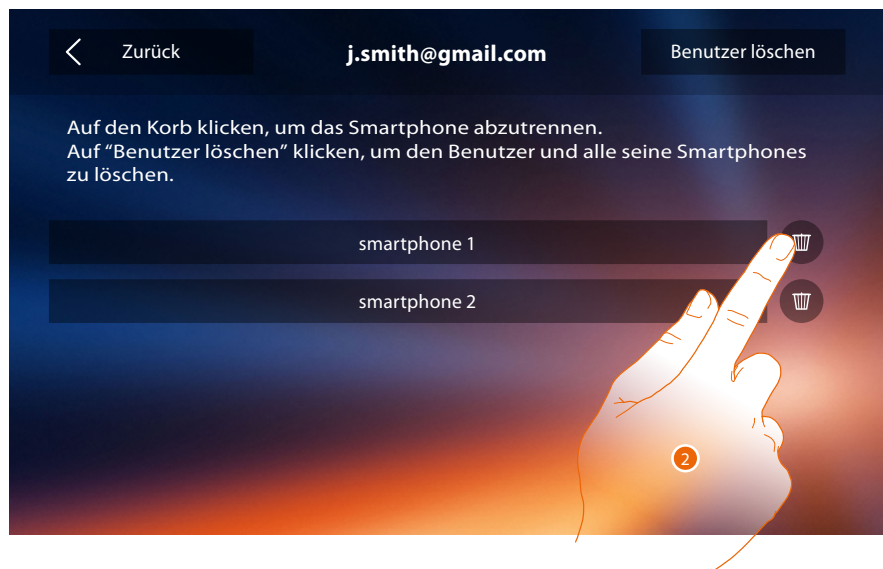 Zurück
j.smith@gmail.com
Benutzer löschen
Auf den Korb klicken, um das Smartphone abzutrennen.
Auf “Benutzer löschen” klicken, um den Benutzer und alle seine Smartphones
zu löschen.
smartphone 1
smartphone 2
2